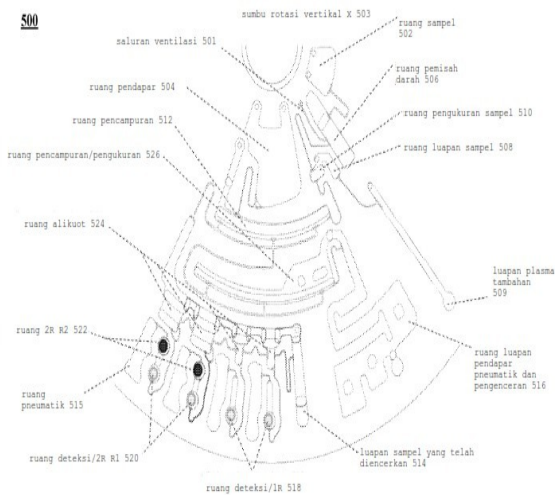 500
sumbu rotasi vertikal X 503
ruang sampel
502
saluran ventilasi 501
ruang pemisah
darah 506
ruang pendapar 504
ruang pengukuran sampel 510
ruang pencampuran 512
ruang luapan sampel 508
ruang pencampuran/pengukuran 526
ruang alikuot 524
luapan plasma
tambahan
509
ruang 2R R2 522
ruang luapan
pendapar
pneumatik dan
pengenceran 516
ruang
pneumatik 515
luapan sampel yang telah
diencerkan 514
ruang deteksi/2R R1 520
ruang deteksi/1R 518